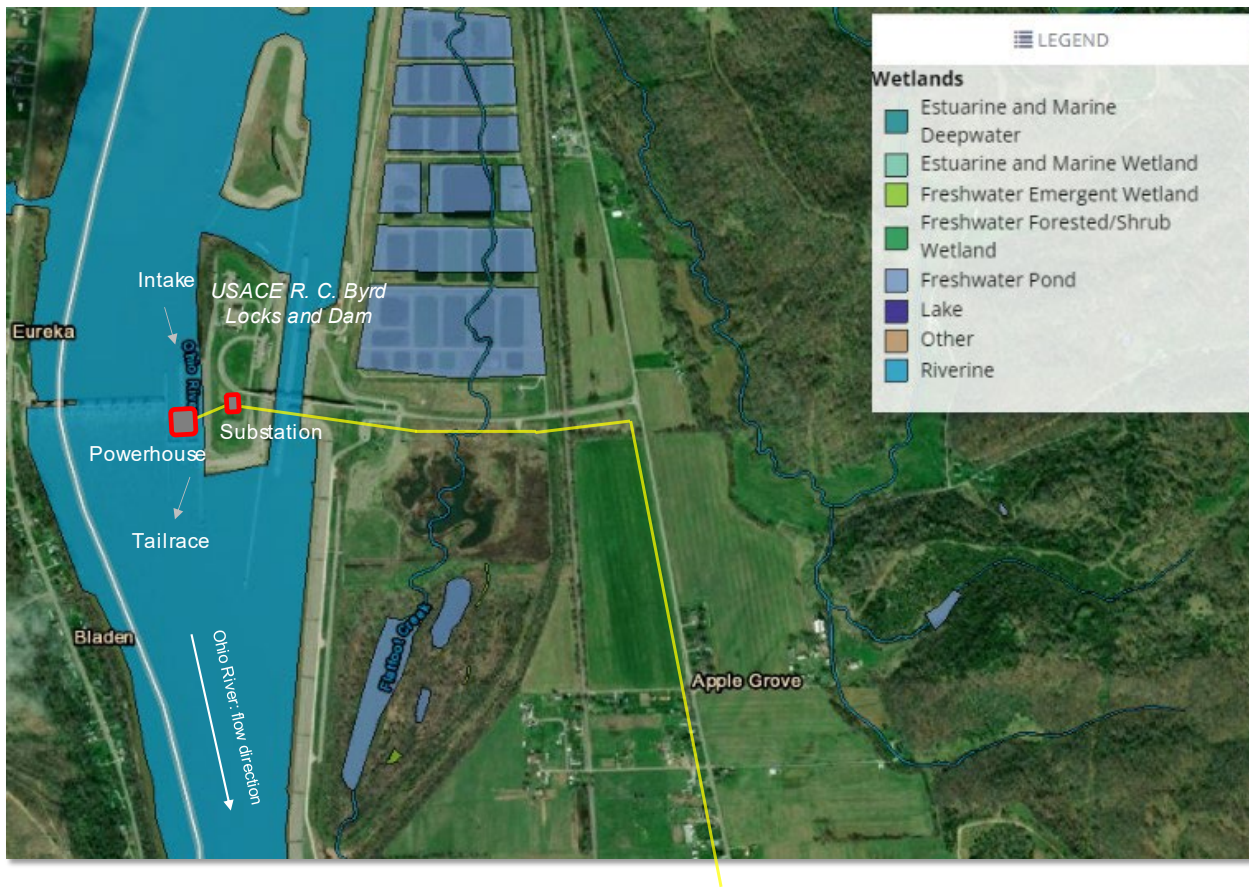 LEGEND
Wetlands
Estuarine and Marine
Deepwater
Estuarine and Marine Wetland
Freshwater Emergent Wetland
Freshwater Forested/Shrub
Wetland
Freshwater Pond
Lake
Other
Riverine
Intake
USACE R. C. Byrd
Locks and Dam
Eureka
Ohio River
Substation
Powerhouse
Tailrace
Bladen
Ohio River: flow direction
Flatfoot Creek
Apple Grove